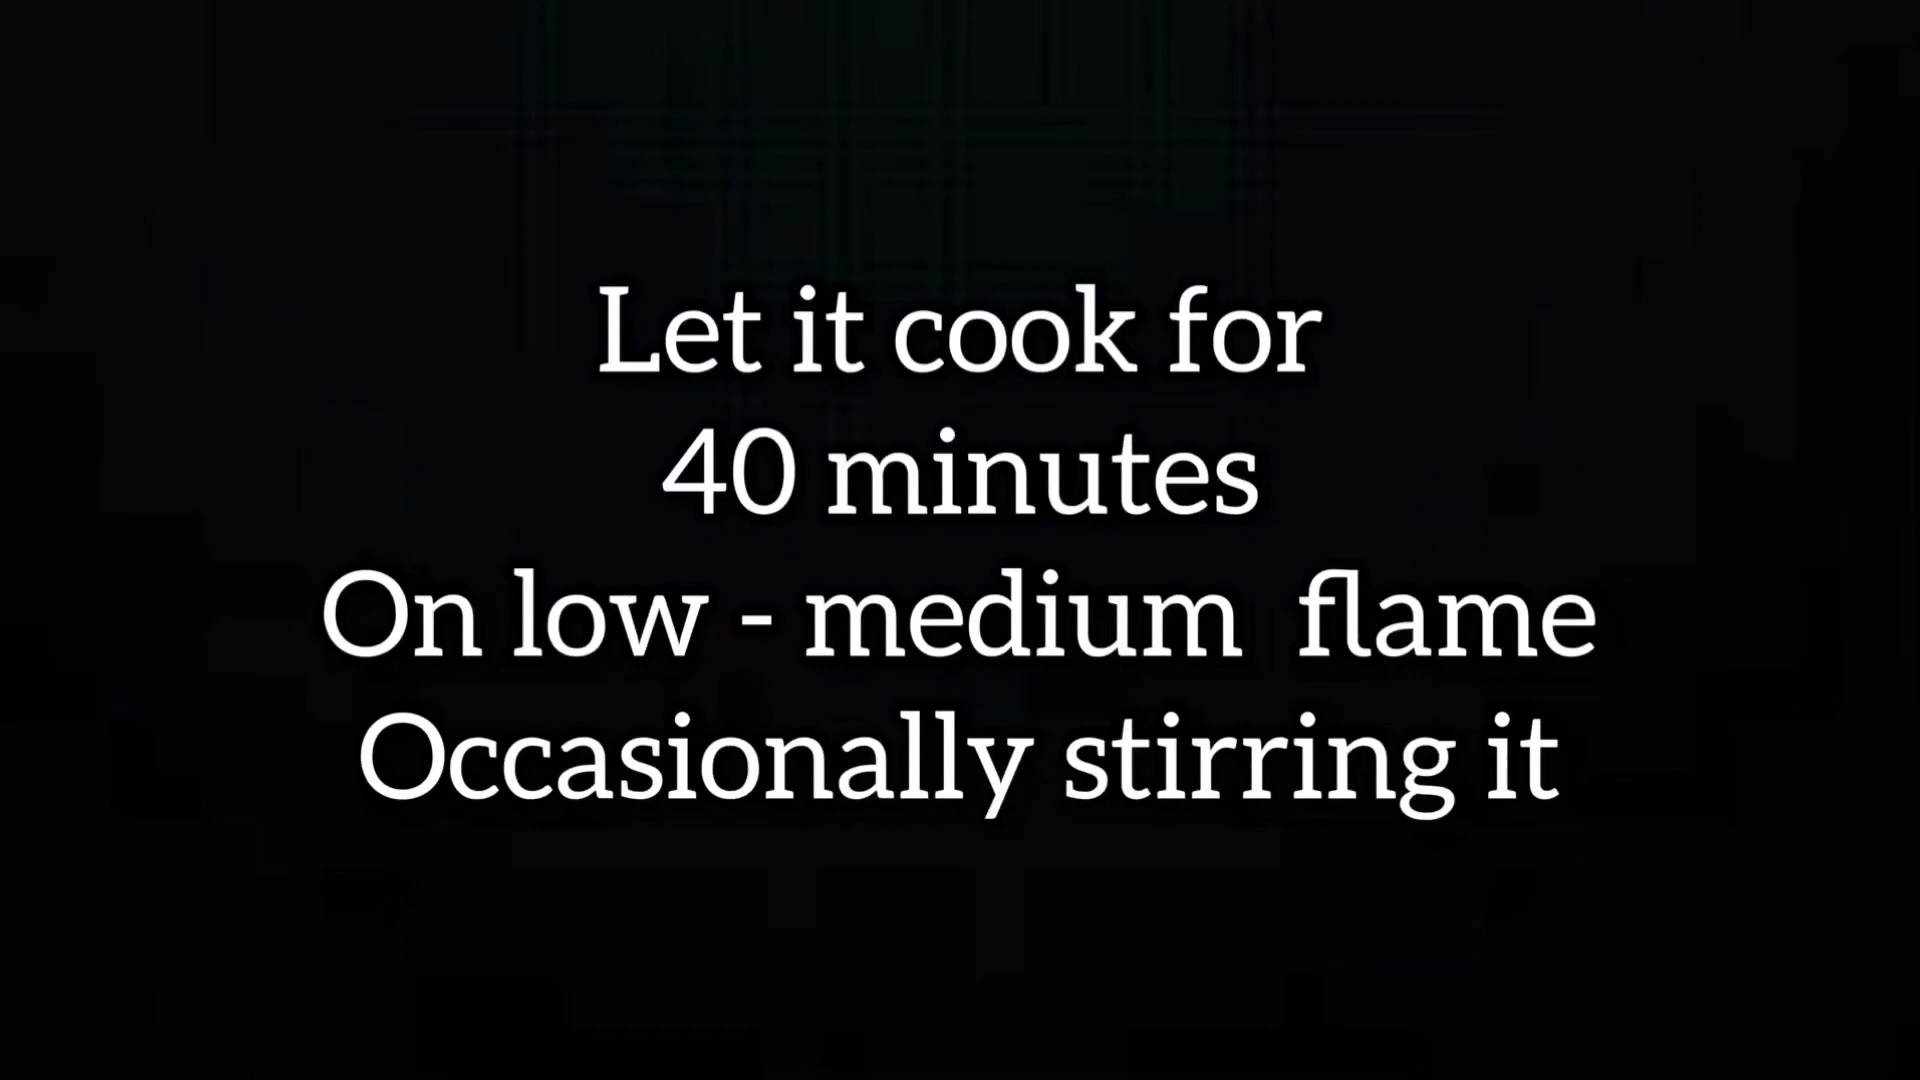 Let it cook for
40 minutes
On low - medium  flame
Occasionally stirring it